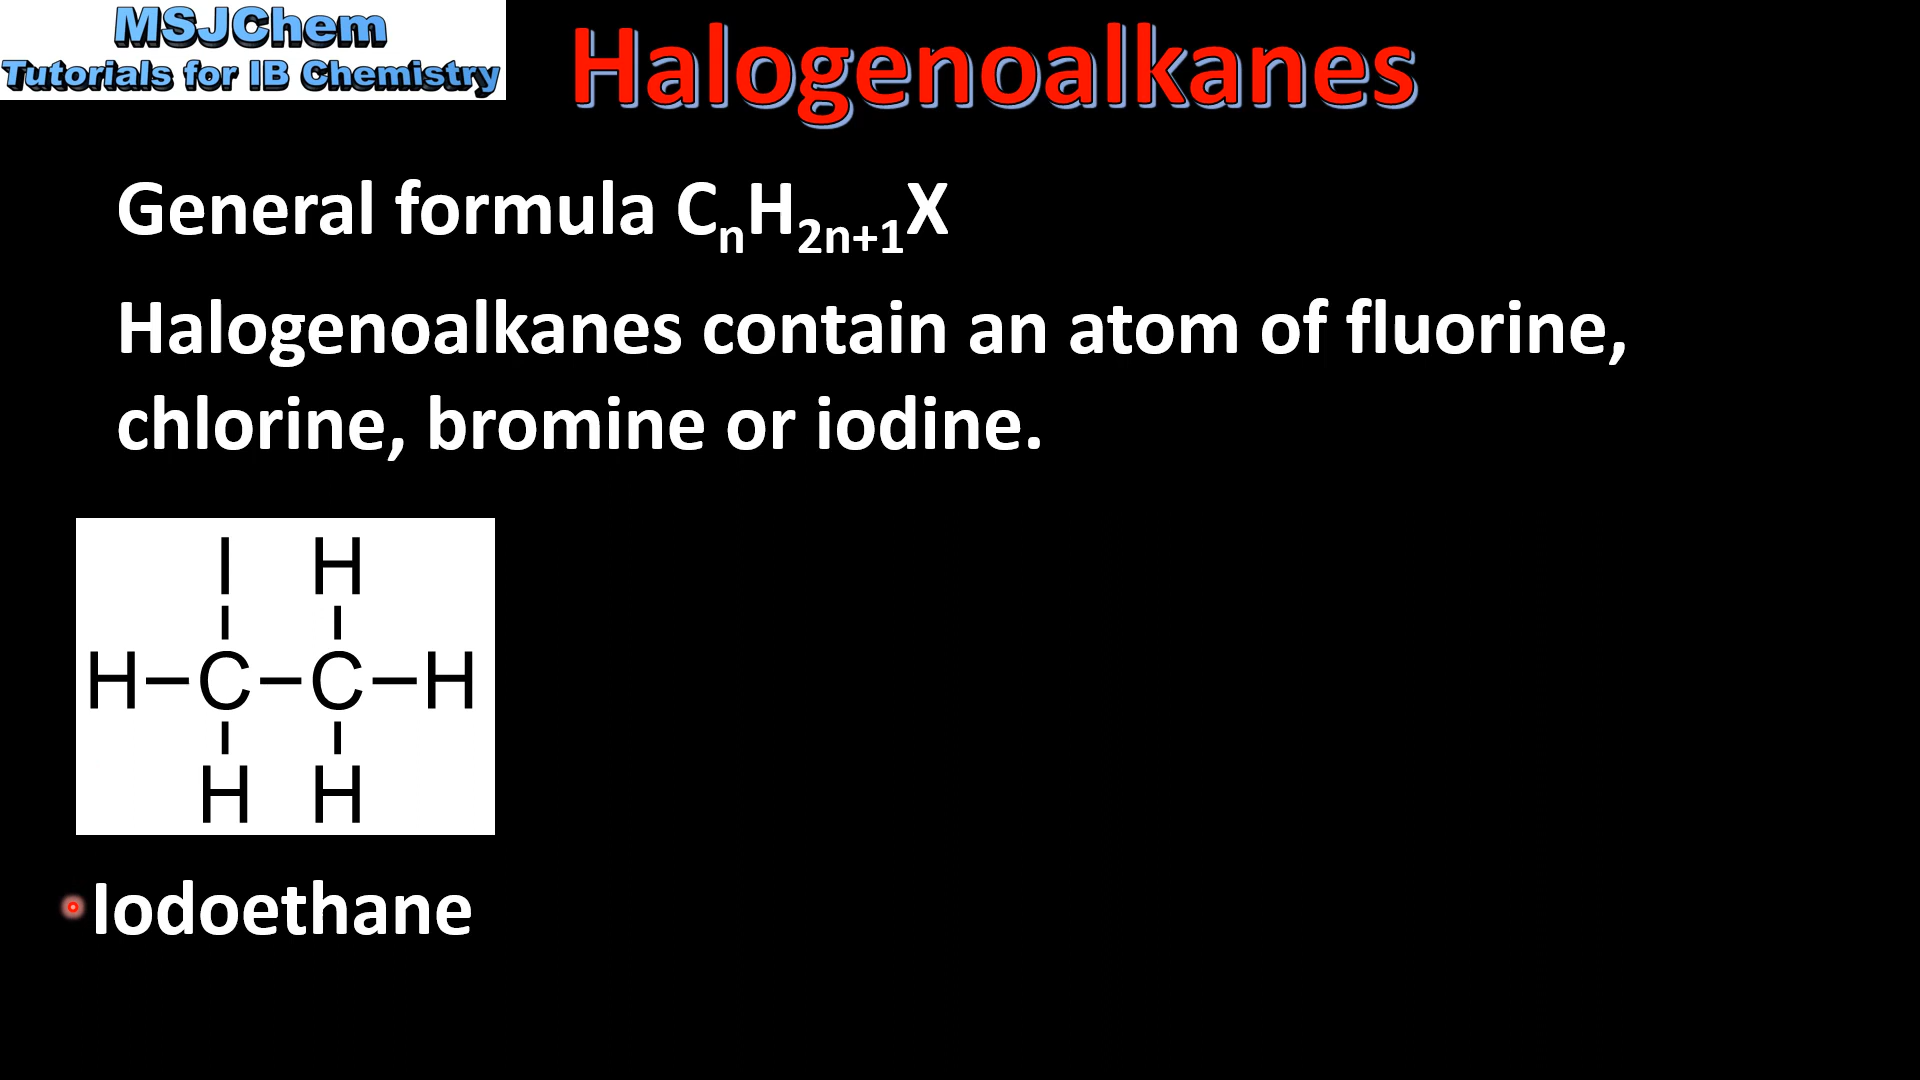 MSJChem
Tutorials for IB Chemistry
Halogenoalkanes
General formula CₙH₂ₙ₊₁X
Halogenoalkanes contain an atom of fluorine,
chlorine, bromine or iodine.
I H
H–C–C–H
H H
Iodoethane